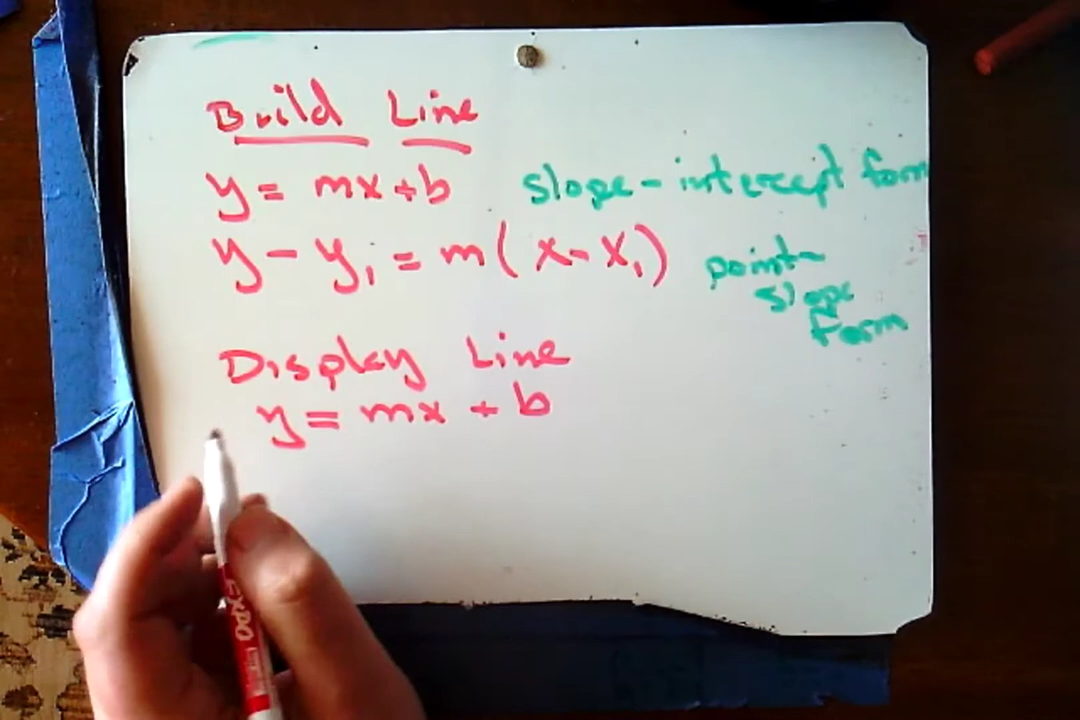 Build Line
y = mx+b slope-intercept form
y - y₁ = m(x-x₁) point-
slope
form
Display Line
y = mx + b
EXPO